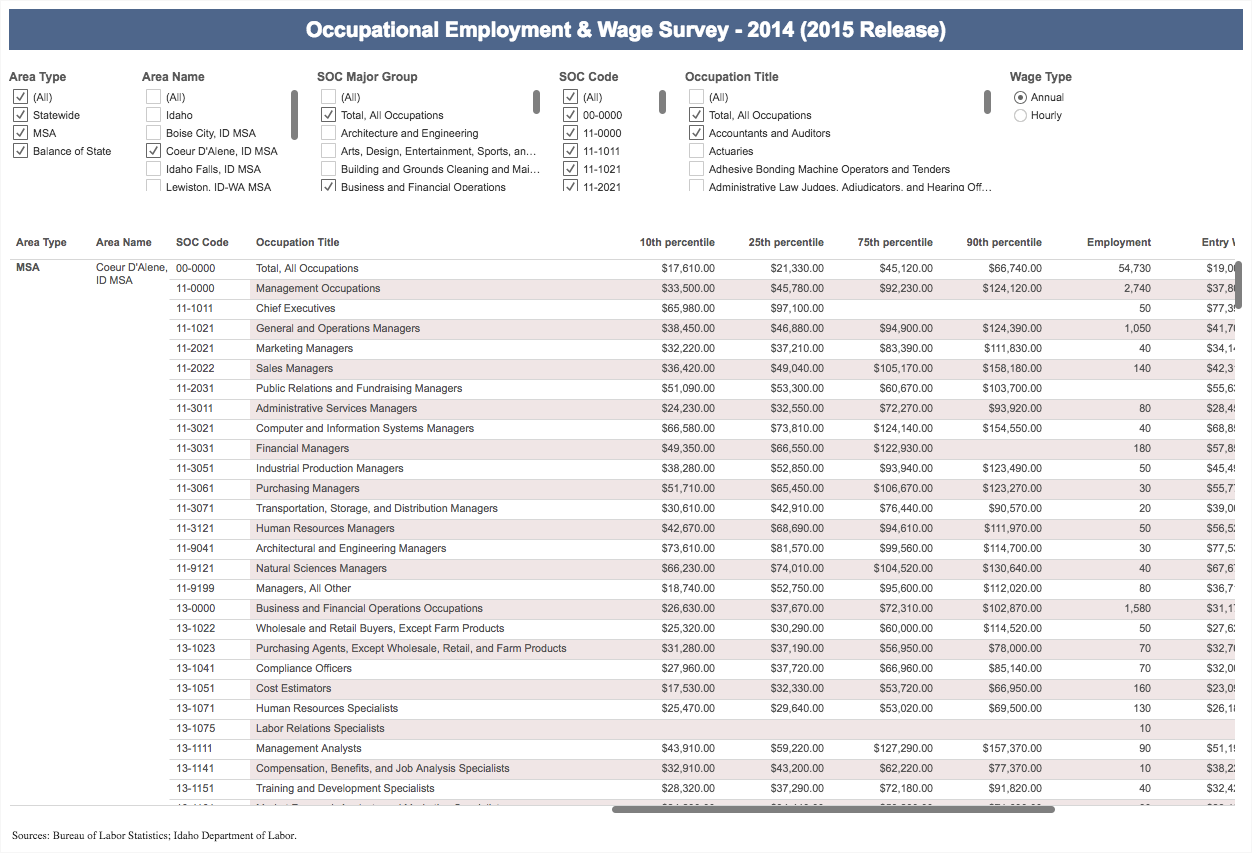 Occupational Employment & Wage Survey - 2014 (2015 Release)
Area Type Area Name SOC Major Group SOC Code Occupation Title Wage Type
(All) (All) (All) (All) (All) Annual
Statewide Idaho Total, All Occupations 00-0000 Total, All Occupations Hourly
MSA Boise City, ID MSA Architecture and Engineering 11-0000 Accountants and Auditors
Balance of State Coeur D'Alene, ID MSA Arts, Design, Entertainment, Sports, an... 11-1011 Actuaries
Idaho Falls, ID MSA Building and Grounds Cleaning and Mai... 11-1021 Adhesive Bonding Machine Operators and Tenders
Lewiston, ID-WA MSA Business and Financial Operations 11-2021 Administrative Law Judges, Adjudicators, and Hearing Off...
Area Type Area Name SOC Code Occupation Title 10th percentile 25th percentile 75th percentile 90th percentile Employment Entry
MSA Coeur D'Alene, 00-0000 Total, All Occupations $17,610.00 $21,330.00 $45,120.00 $66,740.00 54,730 $19,0
ID MSA
11-0000 Management Occupations $33,500.00 $45,780.00 $92,230.00 $124,120.00 2,740 $37,8
11-1011 Chief Executives $65,980.00 $97,100.00 50 $77,3
11-1021 General and Operations Managers $38,450.00 $46,880.00 $94,900.00 $124,390.00 1,050 $41,7
11-2021 Marketing Managers $32,220.00 $37,210.00 $83,390.00 $111,830.00 40 $34,1
11-2022 Sales Managers $36,420.00 $49,040.00 $105,170.00 $158,180.00 140 $42,3
11-2031 Public Relations and Fundraising Managers $51,090.00 $53,300.00 $60,670.00 $103,700.00 $55,6
11-3011 Administrative Services Managers $24,230.00 $32,550.00 $72,270.00 $93,920.00 80 $28,4
11-3021 Computer and Information Systems Managers $66,580.00 $73,810.00 $124,140.00 $154,550.00 40 $68,8
11-3031 Financial Managers $49,350.00 $66,550.00 $122,930.00 180 $57,8
11-3051 Industrial Production Managers $38,280.00 $52,850.00 $93,940.00 $123,490.00 50 $45,4
11-3061 Purchasing Managers $51,710.00 $65,450.00 $106,670.00 $123,270.00 30 $55,7
11-3071 Transportation, Storage, and Distribution Managers $30,610.00 $42,910.00 $76,440.00 $90,570.00 20 $39,0
11-3121 Human Resources Managers $42,670.00 $68,690.00 $94,610.00 $111,970.00 50 $56,5
11-9041 Architectural and Engineering Managers $73,610.00 $81,570.00 $99,560.00 $114,700.00 30 $77,5
11-9121 Natural Sciences Managers $66,230.00 $74,010.00 $104,520.00 $130,640.00 40 $67,6
11-9199 Managers, All Other $18,740.00 $52,750.00 $95,600.00 $112,020.00 80 $36,7
13-0000 Business and Financial Operations Occupations $26,630.00 $37,670.00 $72,310.00 $102,870.00 1,580 $31,1
13-1022 Wholesale and Retail Buyers, Except Farm Products $25,320.00 $30,290.00 $60,000.00 $114,520.00 50 $27,6
13-1023 Purchasing Agents, Except Wholesale, Retail, and Farm Products $31,280.00 $37,190.00 $56,950.00 $78,000.00 70 $32,7
13-1041 Compliance Officers $27,960.00 $37,720.00 $66,960.00 $85,140.00 70 $32,0
13-1051 Cost Estimators $17,530.00 $32,330.00 $53,720.00 $66,950.00 160 $23,0
13-1071 Human Resources Specialists $25,470.00 $29,640.00 $53,020.00 $69,500.00 130 $26,1
13-1075 Labor Relations Specialists 10
13-1111 Management Analysts $43,910.00 $59,220.00 $127,290.00 $157,370.00 90 $51,1
13-1141 Compensation, Benefits, and Job Analysis Specialists $32,910.00 $43,200.00 $62,220.00 $77,370.00 10 $38,2
13-1151 Training and Development Specialists $28,320.00 $37,290.00 $72,180.00 $91,820.00 40 $32,4
Sources: Bureau of Labor Statistics; Idaho Department of Labor.